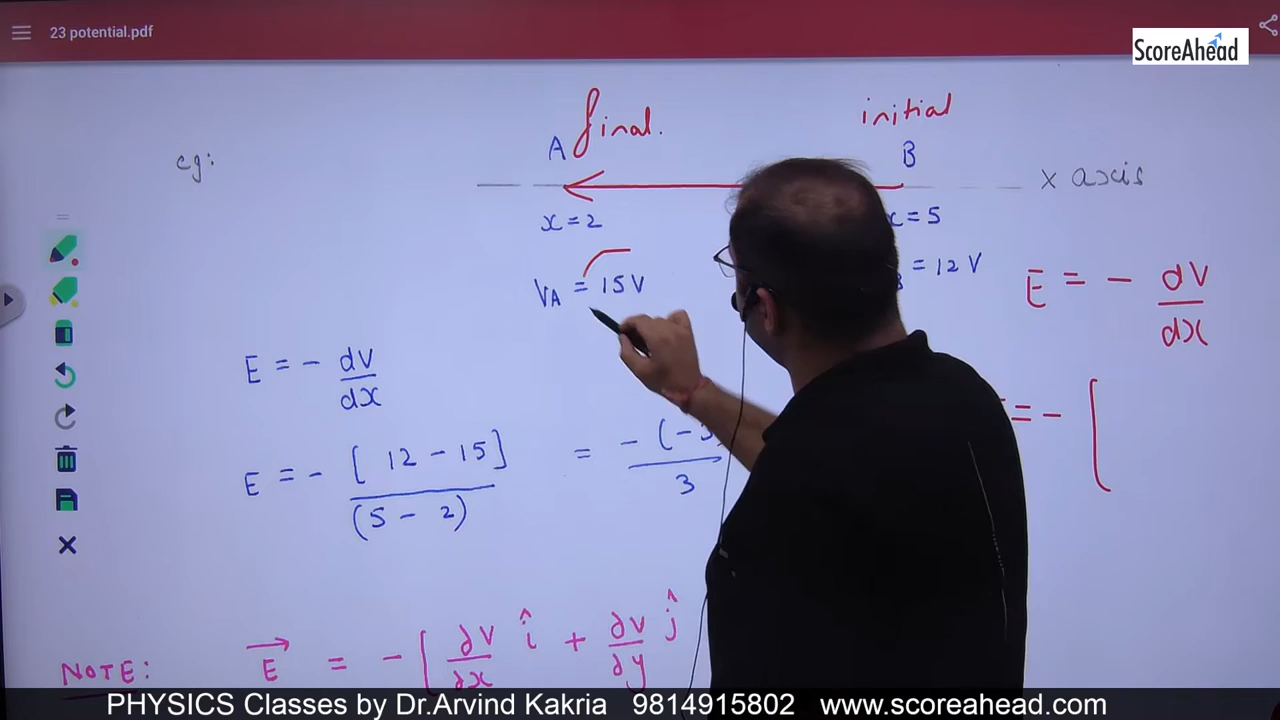 23 potential.pdf
ScoreAhead
eg:
A final. initial
B
x axis
x = 2 x = 5
VA = 15 V = 12 V
E = - dV/dx
E = - dV/dx
= - [
E = - [ 12 - 15 ] / (5 - 2) = - (-3 / 3
NOTE: E = - [ ∂V/∂x î + ∂V/∂y ĵ
PHYSICS Classes by Dr.Arvind Kakria 9814915802 www.scoreahead.com